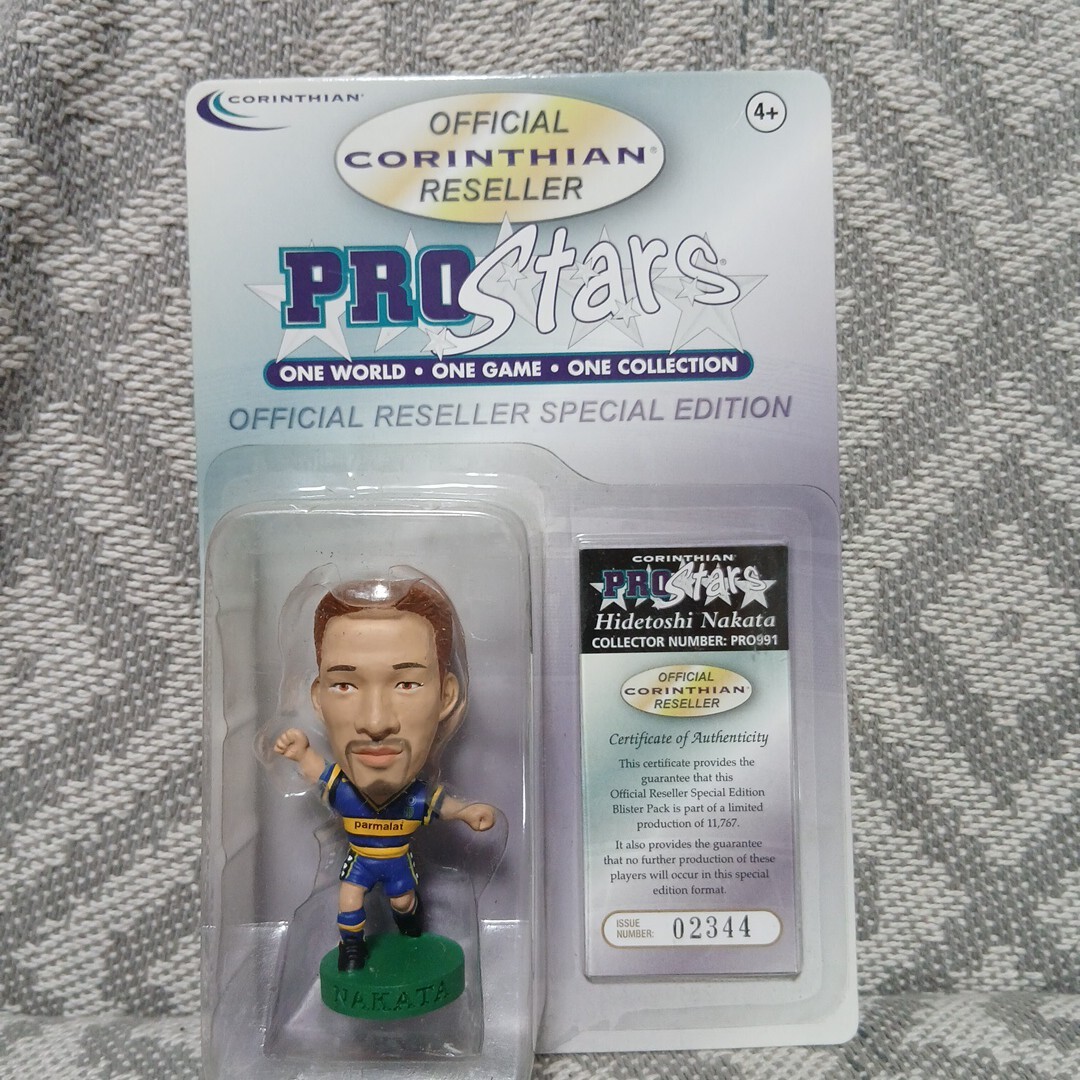 CORINTHIAN
4+
OFFICIAL
CORINTHIAN®
RESELLER
PROStars
ONE WORLD • ONE GAME • ONE COLLECTION
OFFICIAL RESELLER SPECIAL EDITION
parmalat
NAKATA
CORINTHIAN
PROStars
Hidetoshi Nakata
COLLECTOR NUMBER: PRO991
OFFICIAL
CORINTHIAN
RESELLER
Certificate of Authenticity
This certificate provides the
guarantee that this
Official Reseller Special Edition
Blister Pack is part of a limited
production of 11,767.
It also provides the guarantee
that no further production of these
players will occur in this special
edition format.
ISSUE
NUMBER: 02344